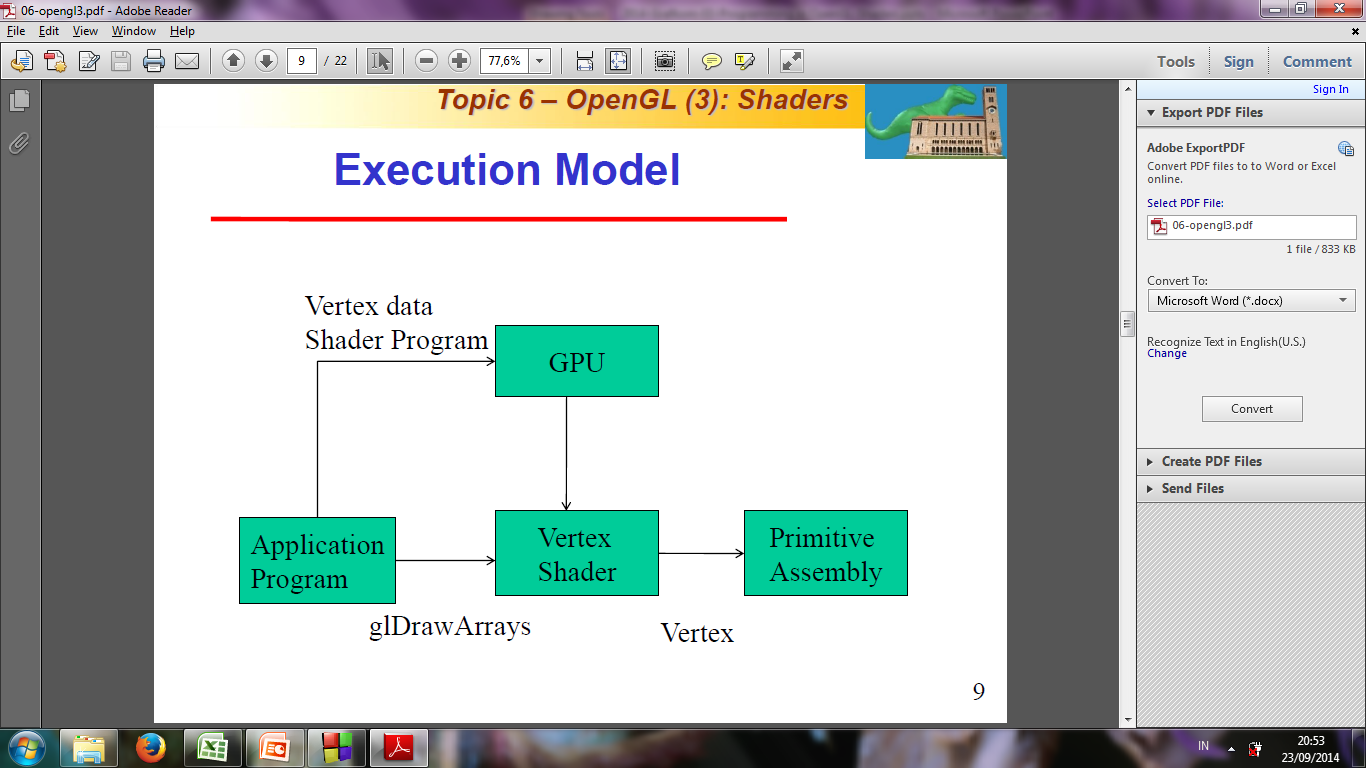 06-opengl3.pdf - Adobe Reader
File Edit View Window Help
9 / 22 77,6% Tools Sign Comment
Topic 6 – OpenGL (3): Shaders
Execution Model
Vertex data
Shader Program
GPU
Application
Program
Vertex
Shader
Primitive
Assembly
glDrawArrays
Vertex
9
Sign In
Export PDF Files
Adobe ExportPDF
Convert PDF files to to Word or Excel
online.
Select PDF File:
06-opengl3.pdf
1 file / 833 KB
Convert To:
Microsoft Word (*.docx)
Recognize Text in English(U.S.)
Change
Convert
Create PDF Files
Send Files
IN
20:53
23/09/2014